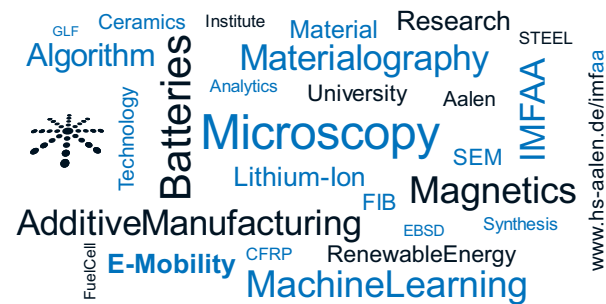 GLF
Ceramics
Institute
Material
Research
STEEL
Algorithm
Materialography
Batteries
Technology
Analytics
University
Aalen
IMFAA
www.hs-aalen.de/imfaa
Microscopy
SEM
Lithium-Ion
FIB
Magnetics
AdditiveManufacturing
EBSD
Synthesis
FuelCell
E-Mobility
CFRP
RenewableEnergy
MachineLearning